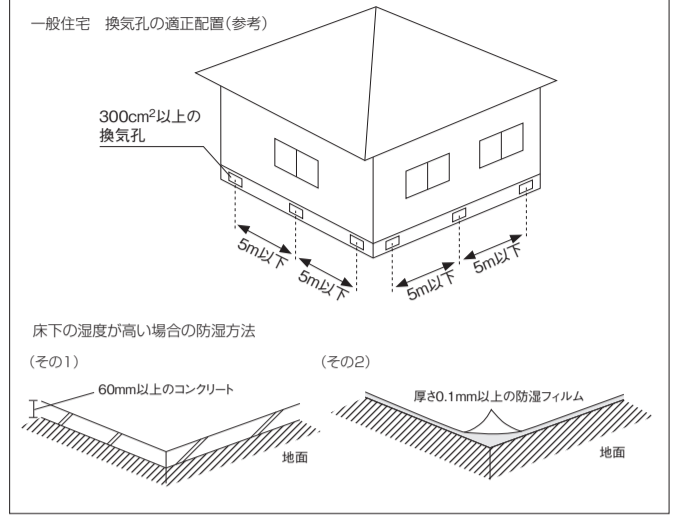 一般住宅　換気孔の適正配置(参考)
300cm²以上の
換気孔
5m以下
5m以下
5m以下
5m以下
床下の湿度が高い場合の防湿方法
(その1)
(その2)
60mm以上のコンクリート
厚さ0.1mm以上の防湿フィルム
地面
地面